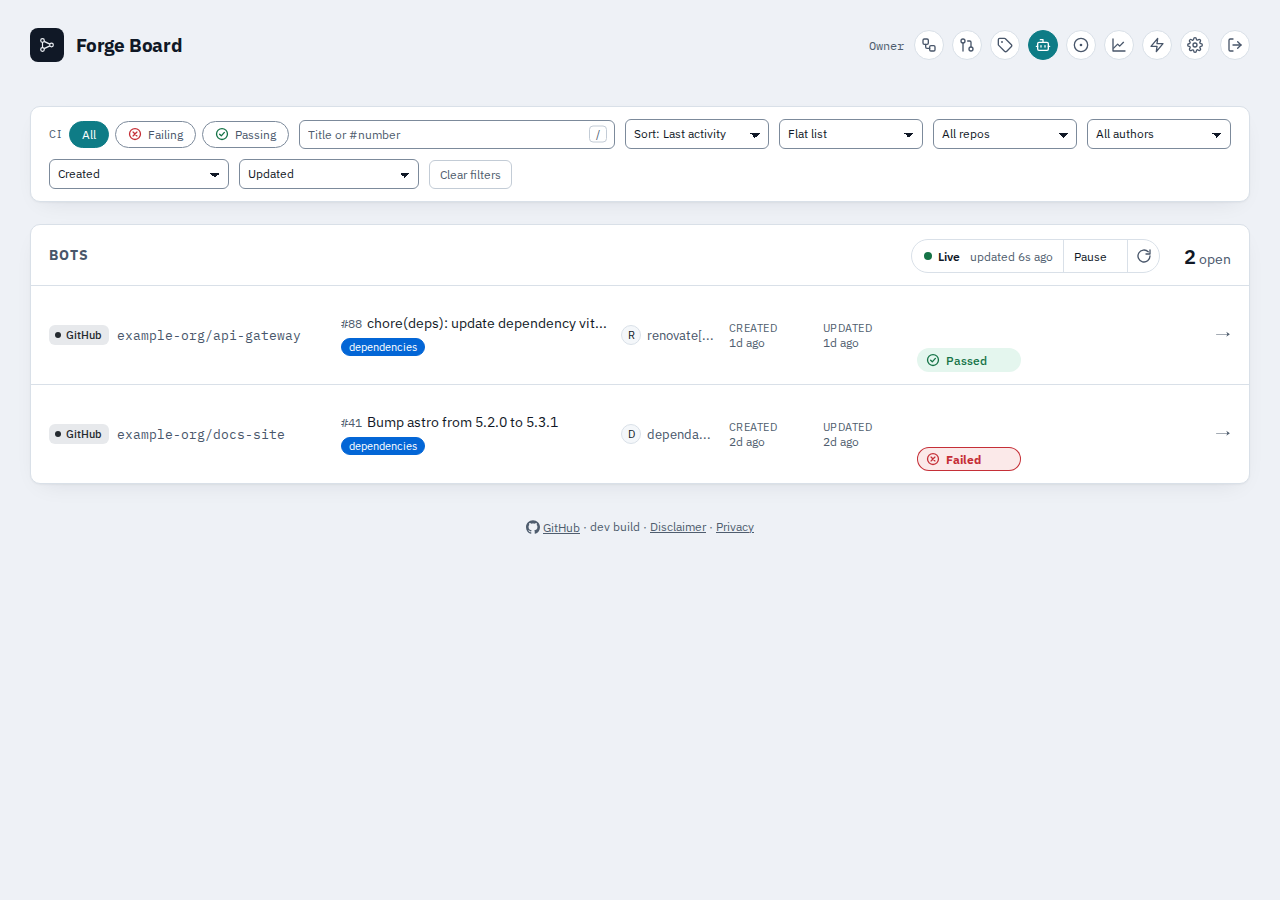 Forge Board
Owner
CI All Failing Passing Title or #number / Sort: Last activity Flat list All repos All authors
Created Updated Clear filters
BOTS Live updated 6s ago Pause 2 open
GitHub example-org/api-gateway #88 chore(deps): update dependency vit... R renovate[... CREATED UPDATED
dependencies 1d ago 1d ago
Passed
→
GitHub example-org/docs-site #41 Bump astro from 5.2.0 to 5.3.1 D dependa... CREATED UPDATED
dependencies 2d ago 2d ago
Failed
→
GitHub · dev build · Disclaimer · Privacy